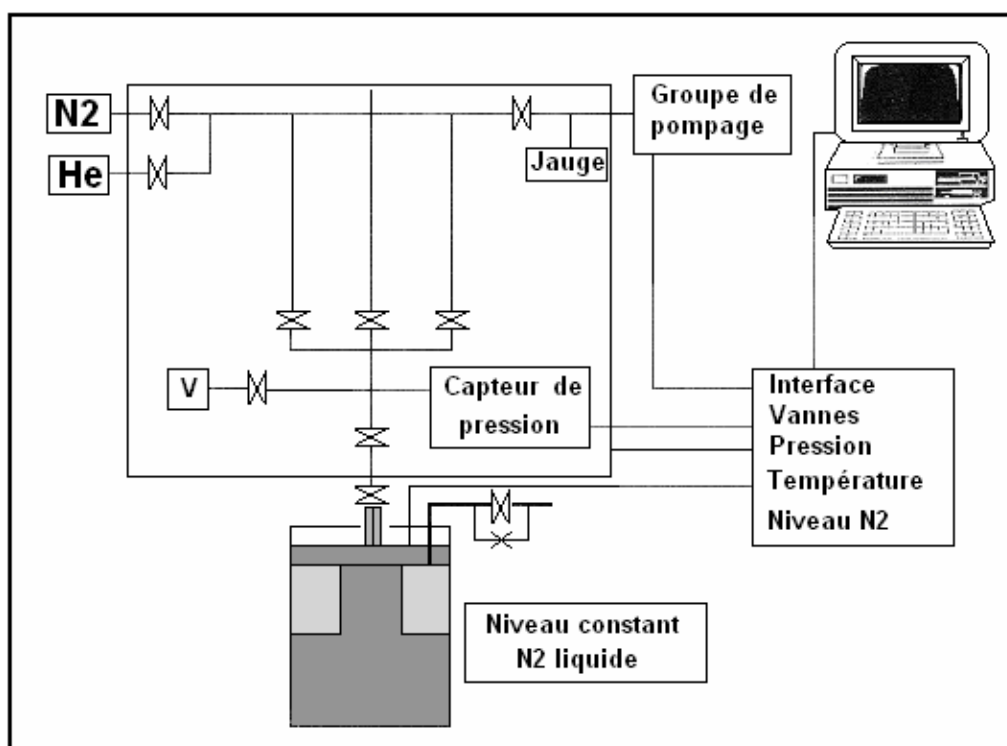 N2
He
Groupe de
pompage
Jauge
V
Capteur de
pression
Interface
Vannes
Pression
Température
Niveau N2
Niveau constant
N2 liquide